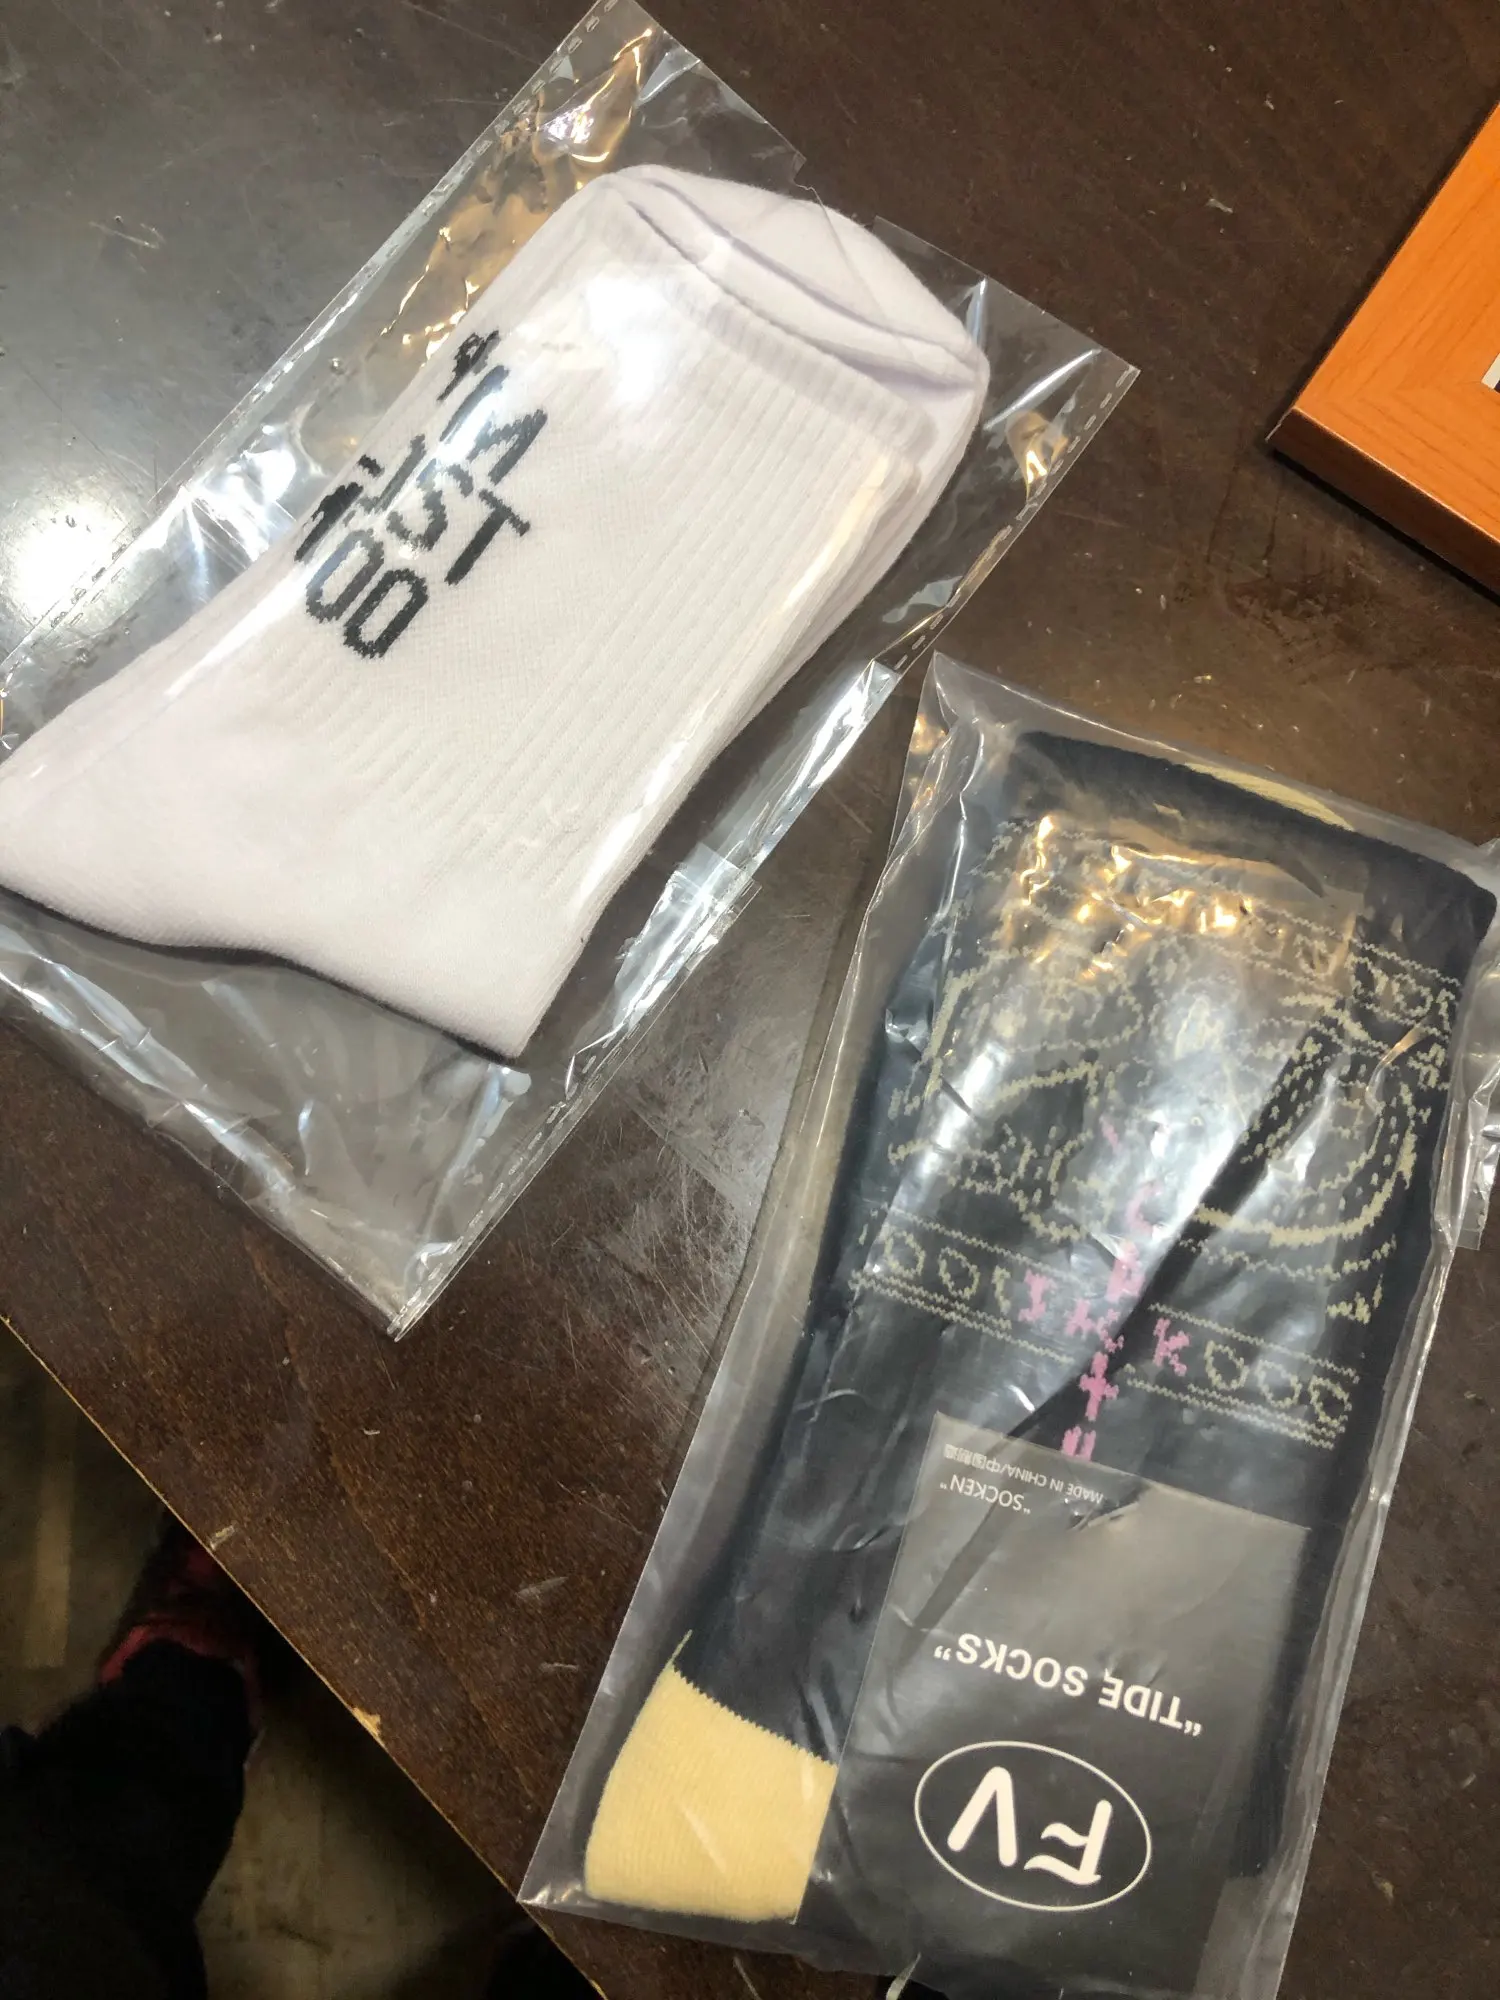 "I'M
JUST
TOO
"SOCKEN"
MADE IN CHINA/中国制造
"TIDE SOCKS"
FV